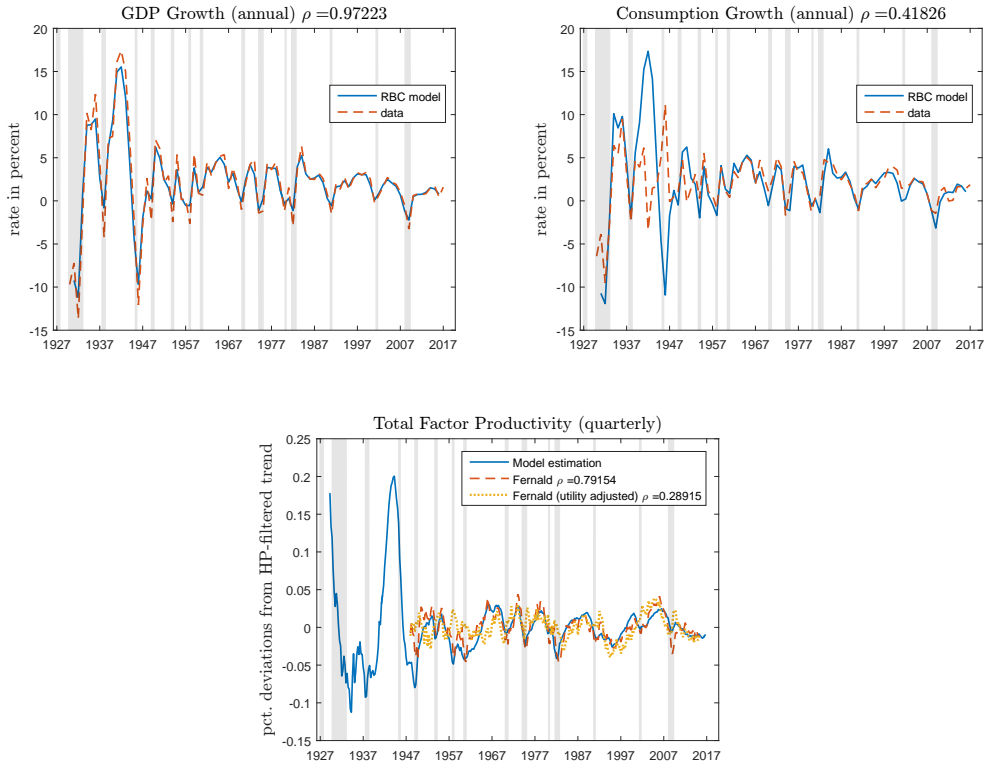 GDP Growth (annual) ρ =0.97223
20
15
10
5
0
-5
-10
-15
rate in percent
RBC model
data
1927 1937 1947 1957 1967 1977 1987 1997 2007 2017
Consumption Growth (annual) ρ =0.41826
20
15
10
5
0
-5
-10
-15
rate in percent
RBC model
data
1927 1937 1947 1957 1967 1977 1987 1997 2007 2017
Total Factor Productivity (quarterly)
0.25
0.2
0.15
0.1
0.05
0
-0.05
-0.1
-0.15
pct. deviations from HP-filtered trend
Model estimation
Fernald ρ =0.79154
Fernald (utility adjusted) ρ =0.28915
1927 1937 1947 1957 1967 1977 1987 1997 2007 2017